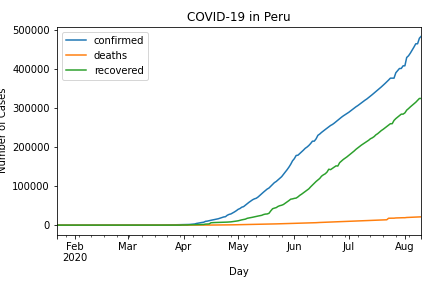 COVID-19 in Peru
500000
400000
300000
200000
100000
0
Number of Cases
confirmed
deaths
recovered
Feb
2020
Mar
Apr
May
Jun
Jul
Aug
Day